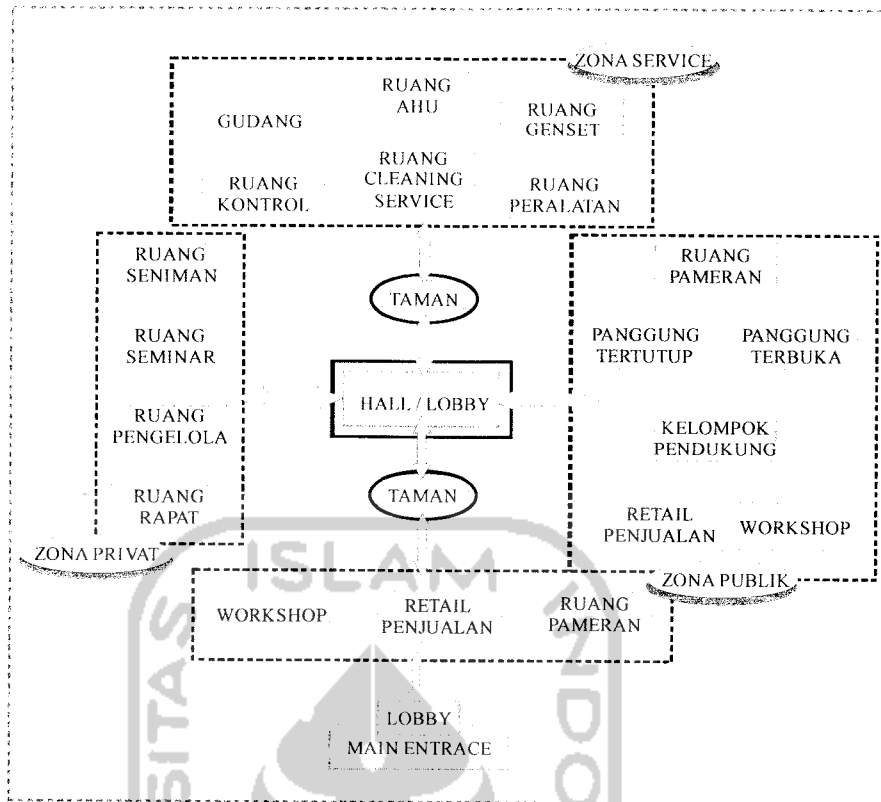 ZONA SERVICE
RUANG
AHU
GUDANG
RUANG
GENSET
RUANG
KONTROL
RUANG
CLEANING
SERVICE
RUANG
PERALATAN
RUANG
SENIMAN
RUANG
SEMINAR
RUANG
PENGELOLA
RUANG
RAPAT
ZONA PRIVAT
TAMAN
HALL / LOBBY
TAMAN
RUANG
PAMERAN
PANGGUNG
TERTUTUP
PANGGUNG
TERBUKA
KELOMPOK
PENDUKUNG
RETAIL
PENJUALAN
WORKSHOP
ZONA PUBLIK
WORKSHOP
RETAIL
PENJUALAN
RUANG
PAMERAN
LOBBY
MAIN ENTRACE
SITAS
ISLAM
INDO